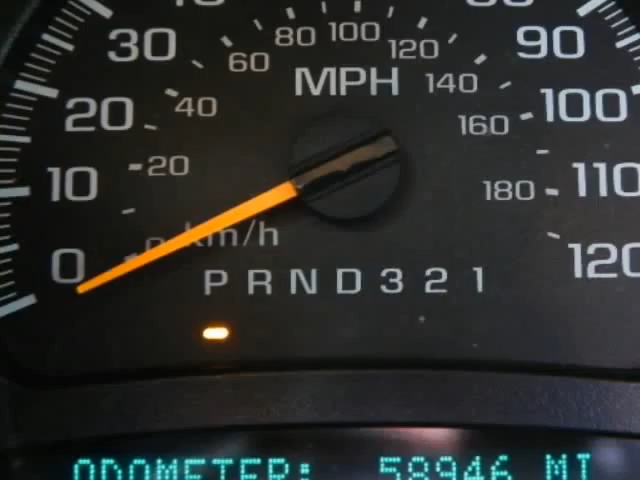 80 100 120
30 60 MPH 140 90
20 40 160 100
10 20 180 110
0 0 km/h 120
P R N D 3 2 1
ODOMETER: 58946 MI